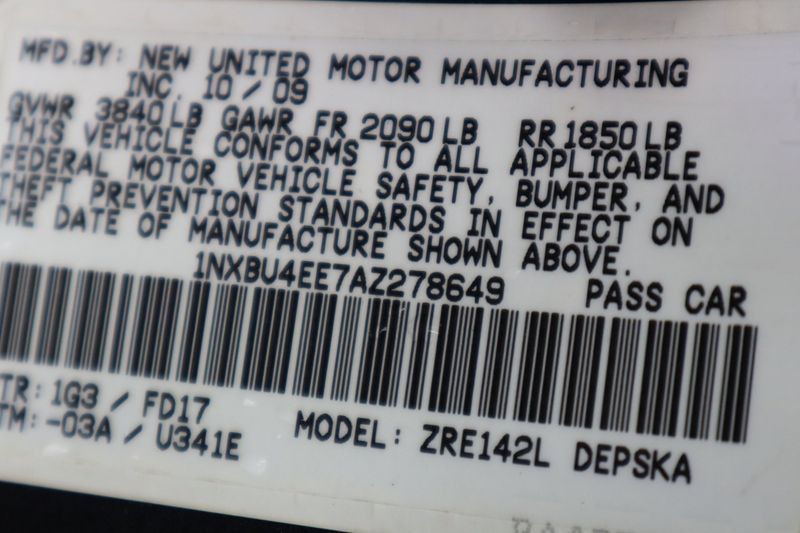 MFD.BY: NEW UNITED MOTOR MANUFACTURING
INC. 10/09
GVWR 3840LB GAWR FR 2090LB RR1850LB
THIS VEHICLE CONFORMS TO ALL APPLICABLE
FEDERAL MOTOR VEHICLE SAFETY, BUMPER, AND
THEFT PREVENTION STANDARDS IN EFFECT ON
THE DATE OF MANUFACTURE SHOWN ABOVE.
1NXBU4EE7AZ278649 PASS CAR
TR: 1G3 / FD17
TM: -03A / U341E MODEL: ZRE142L DEPSKA